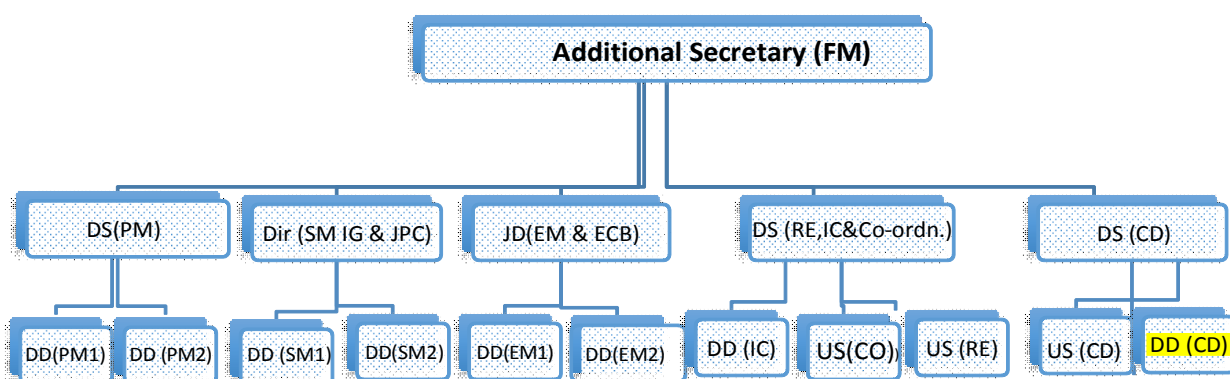 Additional Secretary (FM)
DS(PM)
Dir (SM IG & JPC)
JD(EM & ECB)
DS (RE,IC&Co-ordn.)
DS (CD)
DD(PM1)
DD (PM2)
DD (SM1)
DD(SM2)
DD(EM1)
DD(EM2)
DD (IC)
US(CO))
US (RE)
US (CD)
DD (CD)